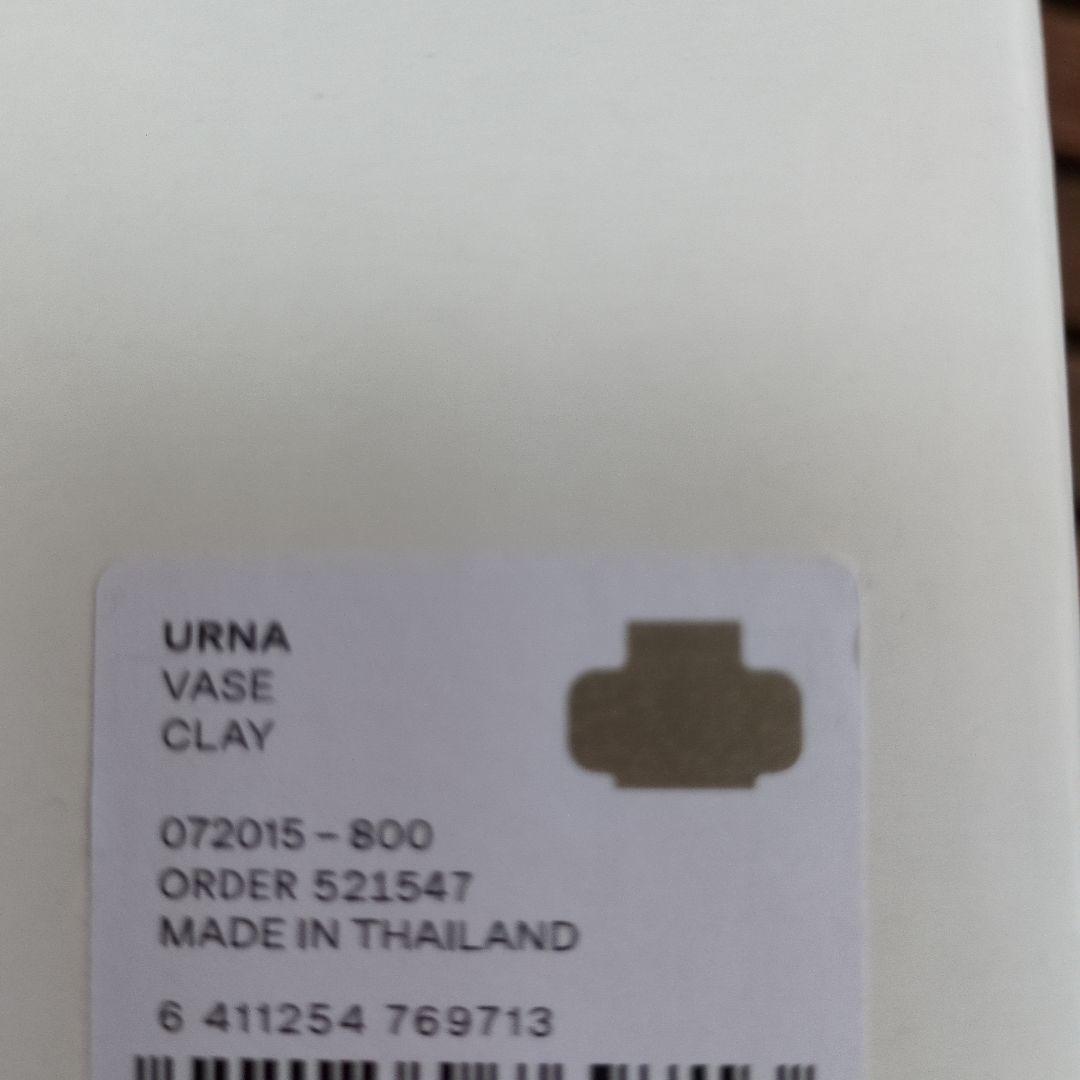 URNA
VASE
CLAY
072015 – 800
ORDER 521547
MADE IN THAILAND
6 411254 769713